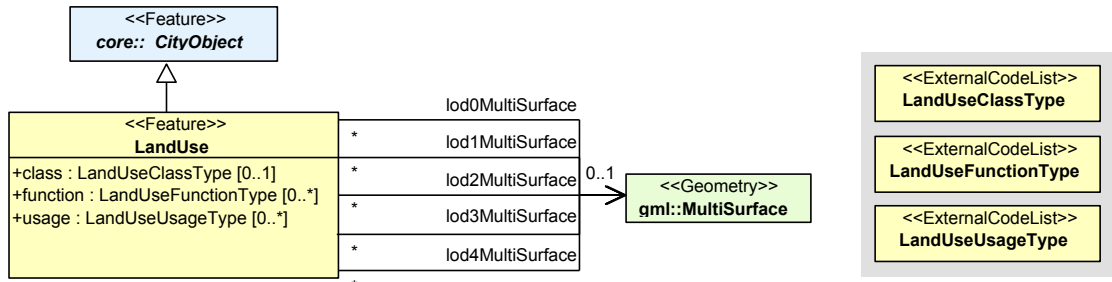 <<Feature>>
core::_CityObject
<<Feature>>
LandUse
+class : LandUseClassType [0..1]
+function : LandUseFunctionType [0..*]
+usage : LandUseUsageType [0..*]
lod0MultiSurface
*
lod1MultiSurface
*
lod2MultiSurface
*
lod3MultiSurface
*
lod4MultiSurface
*
0..1
<<Geometry>>
gml::MultiSurface
<<ExternalCodeList>>
LandUseClassType
<<ExternalCodeList>>
LandUseFunctionType
<<ExternalCodeList>>
LandUseUsageType